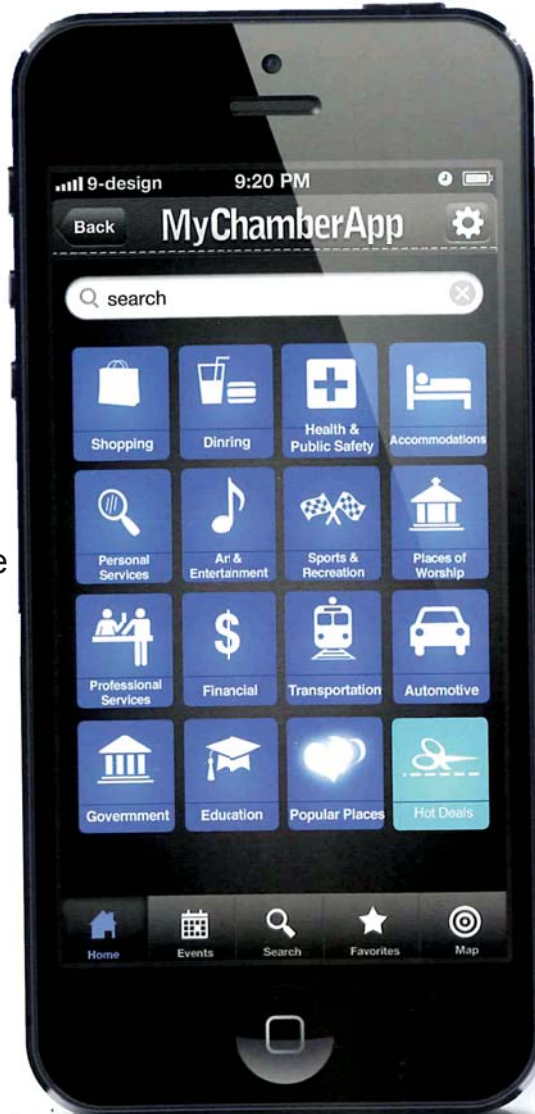 9-design 9:20 PM
Back MyChamberApp
search
Shopping Dinring Health & Public Safety Accommodations
Personal Services Art & Entertainment Sports & Recreation Places of Worship
e
Professional Services Financial Transportation Automotive
Government Education Popular Places Hot Deals
Home Events Search Favorites Map